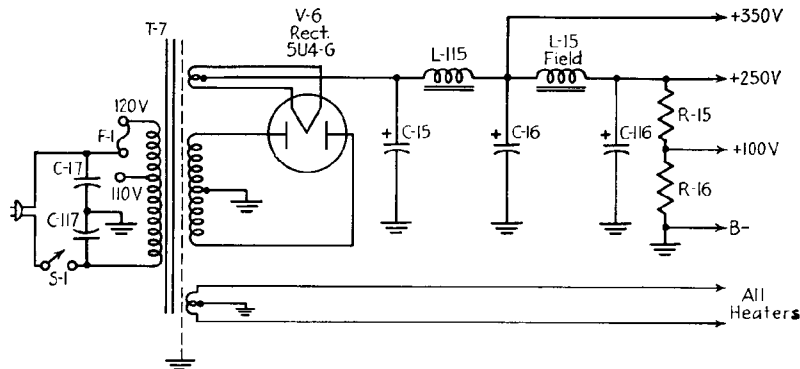 T-7
V-6
Rect.
5U4-G
+350V
L-115
L-15
Field
+250V
120V
F-1
C-15
C-16
C-116
R-15
+100V
C-17
110V
R-16
C-117
B-
S-1
All
Heaters